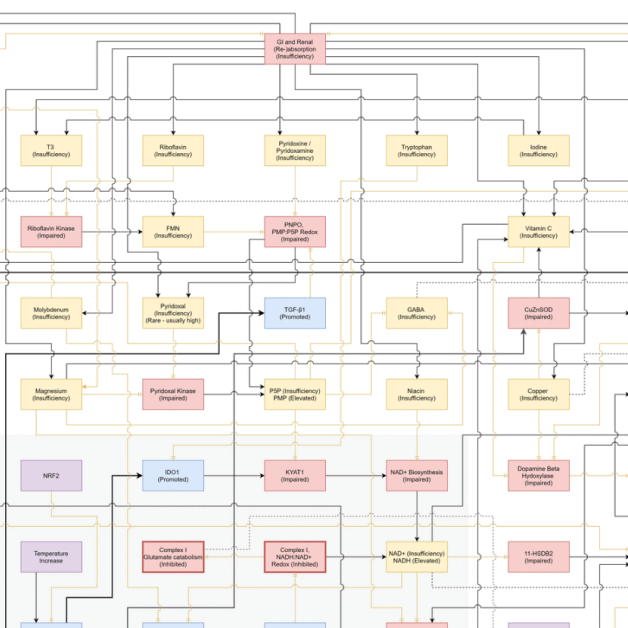 GI and Renal
(Re-)absorption
(Insufficiency)
T3
(Insufficiency)
Riboflavin
(Insufficiency)
Pyridoxine /
Pyridoxamine
(Insufficiency)
Tryptophan
(Insufficiency)
Iodine
(Insufficiency)
Riboflavin Kinase
(Impaired)
FMN
(Insufficiency)
PNPO,
PMP:P5P Redox
(Impaired)
Vitamin C
(Insufficiency)
Molybdenum
(Insufficiency)
Pyridoxal
(Insufficiency)
(Rare - usually high)
TGF-β1
(Promoted)
GABA
(Insufficiency)
CuZnSOD
(Impaired)
Magnesium
(Insufficiency)
Pyridoxal Kinase
(Impaired)
P5P (Insufficiency)
PMP (Elevated)
Niacin
(Insufficiency)
Copper
(Insufficiency)
NRF2
IDO1
(Promoted)
KYAT1
(Impaired)
NAD+ Biosynthesis
(Impaired)
Dopamine Beta
Hydoxylase
(Impaired)
Temperature
Increase
Complex I
Glutamate catabolism
(Inhibited)
Complex I,
NADH:NAD+
Redox (Inhibited)
NAD+ (Insufficiency)
NADH (Elevated)
11-HSDB2
(Impaired)